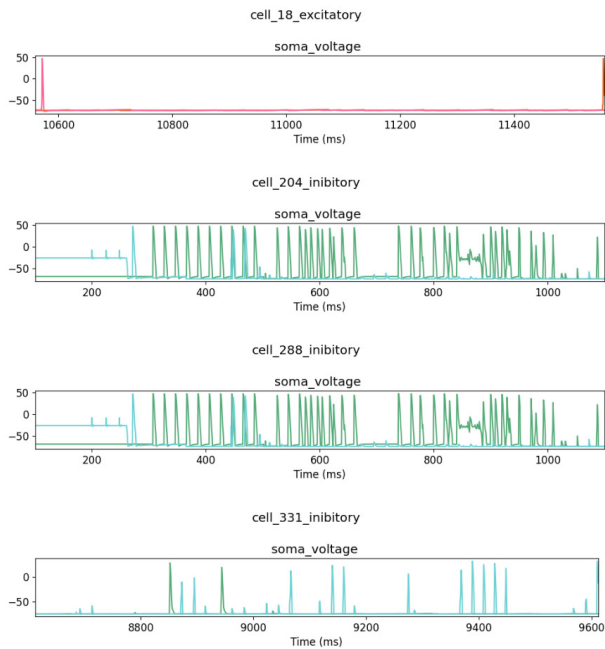 cell_18_excitatory
soma_voltage
50
0
−50
10600 10800 11000 11200 11400
Time (ms)
cell_204_inibitory
soma_voltage
50
0
−50
200 400 600 800 1000
Time (ms)
cell_288_inibitory
soma_voltage
50
0
−50
200 400 600 800 1000
Time (ms)
cell_331_inibitory
soma_voltage
0
−50
8800 9000 9200 9400 9600
Time (ms)